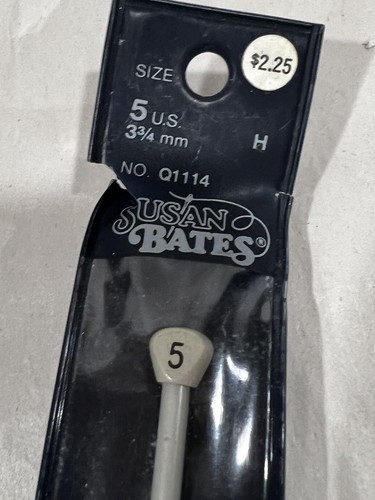 SIZE
$2.25
5 U.S.
3¾ mm
H
NO. Q1114
SUSAN
BATES®
5